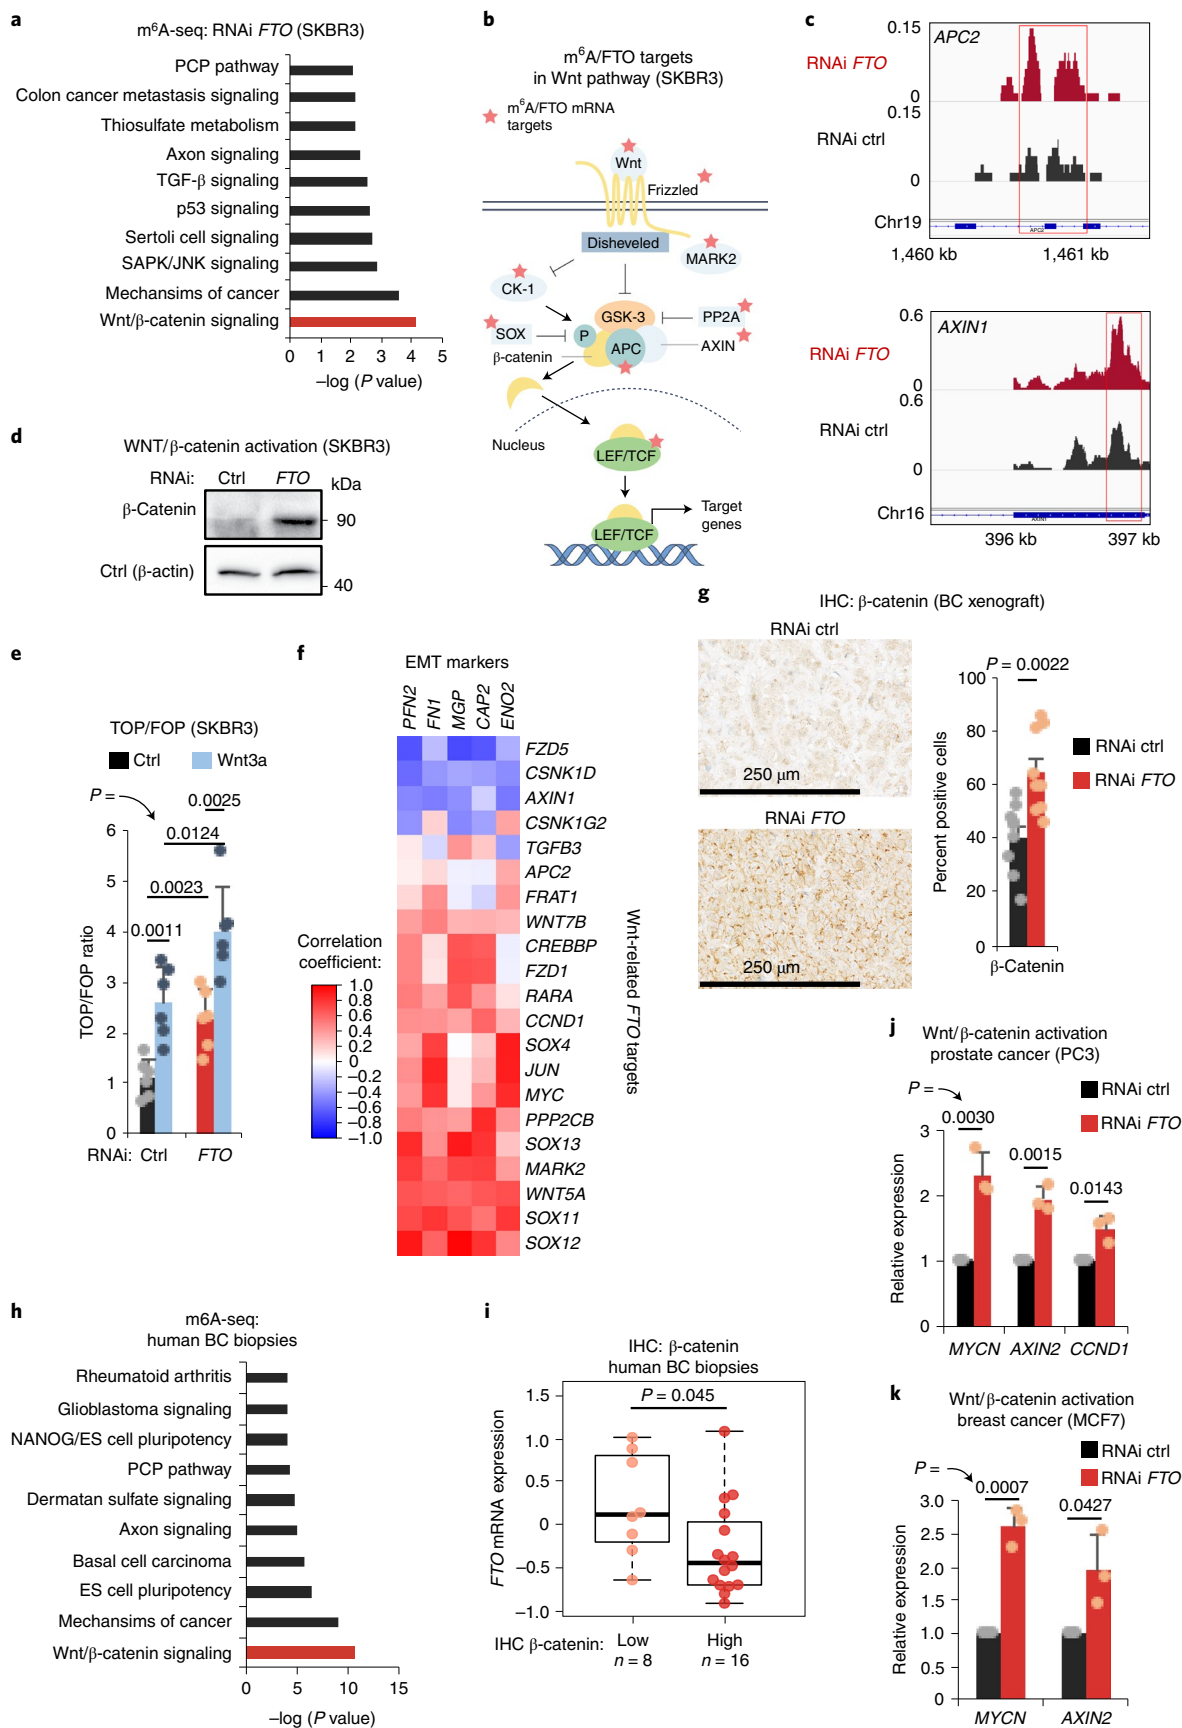 a
m⁶A-seq: RNAi FTO (SKBR3)
PCP pathway
Colon cancer metastasis signaling
Thiosulfate metabolism
Axon signaling
TGF-β signaling
p53 signaling
Sertoli cell signaling
SAPK/JNK signaling
Mechansims of cancer
Wnt/β-catenin signaling
0 1 2 3 4 5
–log (P value)
b
m⁶A/FTO targets
in Wnt pathway (SKBR3)
m⁶A/FTO mRNA
targets
Wnt
Frizzled
Disheveled
MARK2
CK-1
GSK-3
PP2A
SOX
P
APC
AXIN
β-catenin
Nucleus
LEF/TCF
Target
genes
LEF/TCF
c
0.15
APC2
RNAi FTO
0
0.15
RNAi ctrl
0
Chr19
APC2
1,460 kb 1,461 kb
0.6
AXIN1
RNAi FTO
0
0.6
RNAi ctrl
0
Chr16
AXIN1
396 kb 397 kb
d
WNT/β-catenin activation (SKBR3)
RNAi: Ctrl FTO kDa
β-Catenin
90
Ctrl (β-actin)
40
e
TOP/FOP (SKBR3)
Ctrl Wnt3a
P =
0.0025
0.0124
0.0023
0.0011
TOP/FOP ratio
6
5
4
3
2
1
0
RNAi: Ctrl FTO
f
EMT markers
PFN2 FN1 MGP CAP2 ENO2
FZD5
CSNK1D
AXIN1
CSNK1G2
TGFB3
APC2
FRAT1
WNT7B
CREBBP
FZD1
RARA
CCND1
SOX4
JUN
MYC
PPP2CB
SOX13
MARK2
WNT5A
SOX11
SOX12
Wnt-related FTO targets
Correlation
coefficient:
1.0
0.8
0.6
0.4
0.2
0
–0.2
–0.4
–0.6
–0.8
–1.0
g
IHC: β-catenin (BC xenograft)
RNAi ctrl
250 μm
RNAi FTO
250 μm
P = 0.0022
Percent positive cells
100
80
60
40
20
0
β-Catenin
RNAi ctrl
RNAi FTO
h
m6A-seq:
human BC biopsies
Rheumatoid arthritis
Glioblastoma signaling
NANOG/ES cell pluripotency
PCP pathway
Dermatan sulfate signaling
Axon signaling
Basal cell carcinoma
ES cell pluripotency
Mechansims of cancer
Wnt/β-catenin signaling
0 5 10 15
–log (P value)
i
IHC: β-catenin
human BC biopsies
P = 0.045
FTO mRNA expression
1.5
1.0
0.5
0
–0.5
–1.0
IHC β-catenin: Low High
n = 8 n = 16
j
Wnt/β-catenin activation
prostate cancer (PC3)
P =
RNAi ctrl
RNAi FTO
0.0030
0.0015
0.0143
Relative expression
3
2
1
0
MYCN AXIN2 CCND1
k
Wnt/β-catenin activation
breast cancer (MCF7)
RNAi ctrl
RNAi FTO
P =
0.0007
0.0427
Relative expression
3.0
2.5
2.0
1.5
1.0
0.5
0
MYCN AXIN2